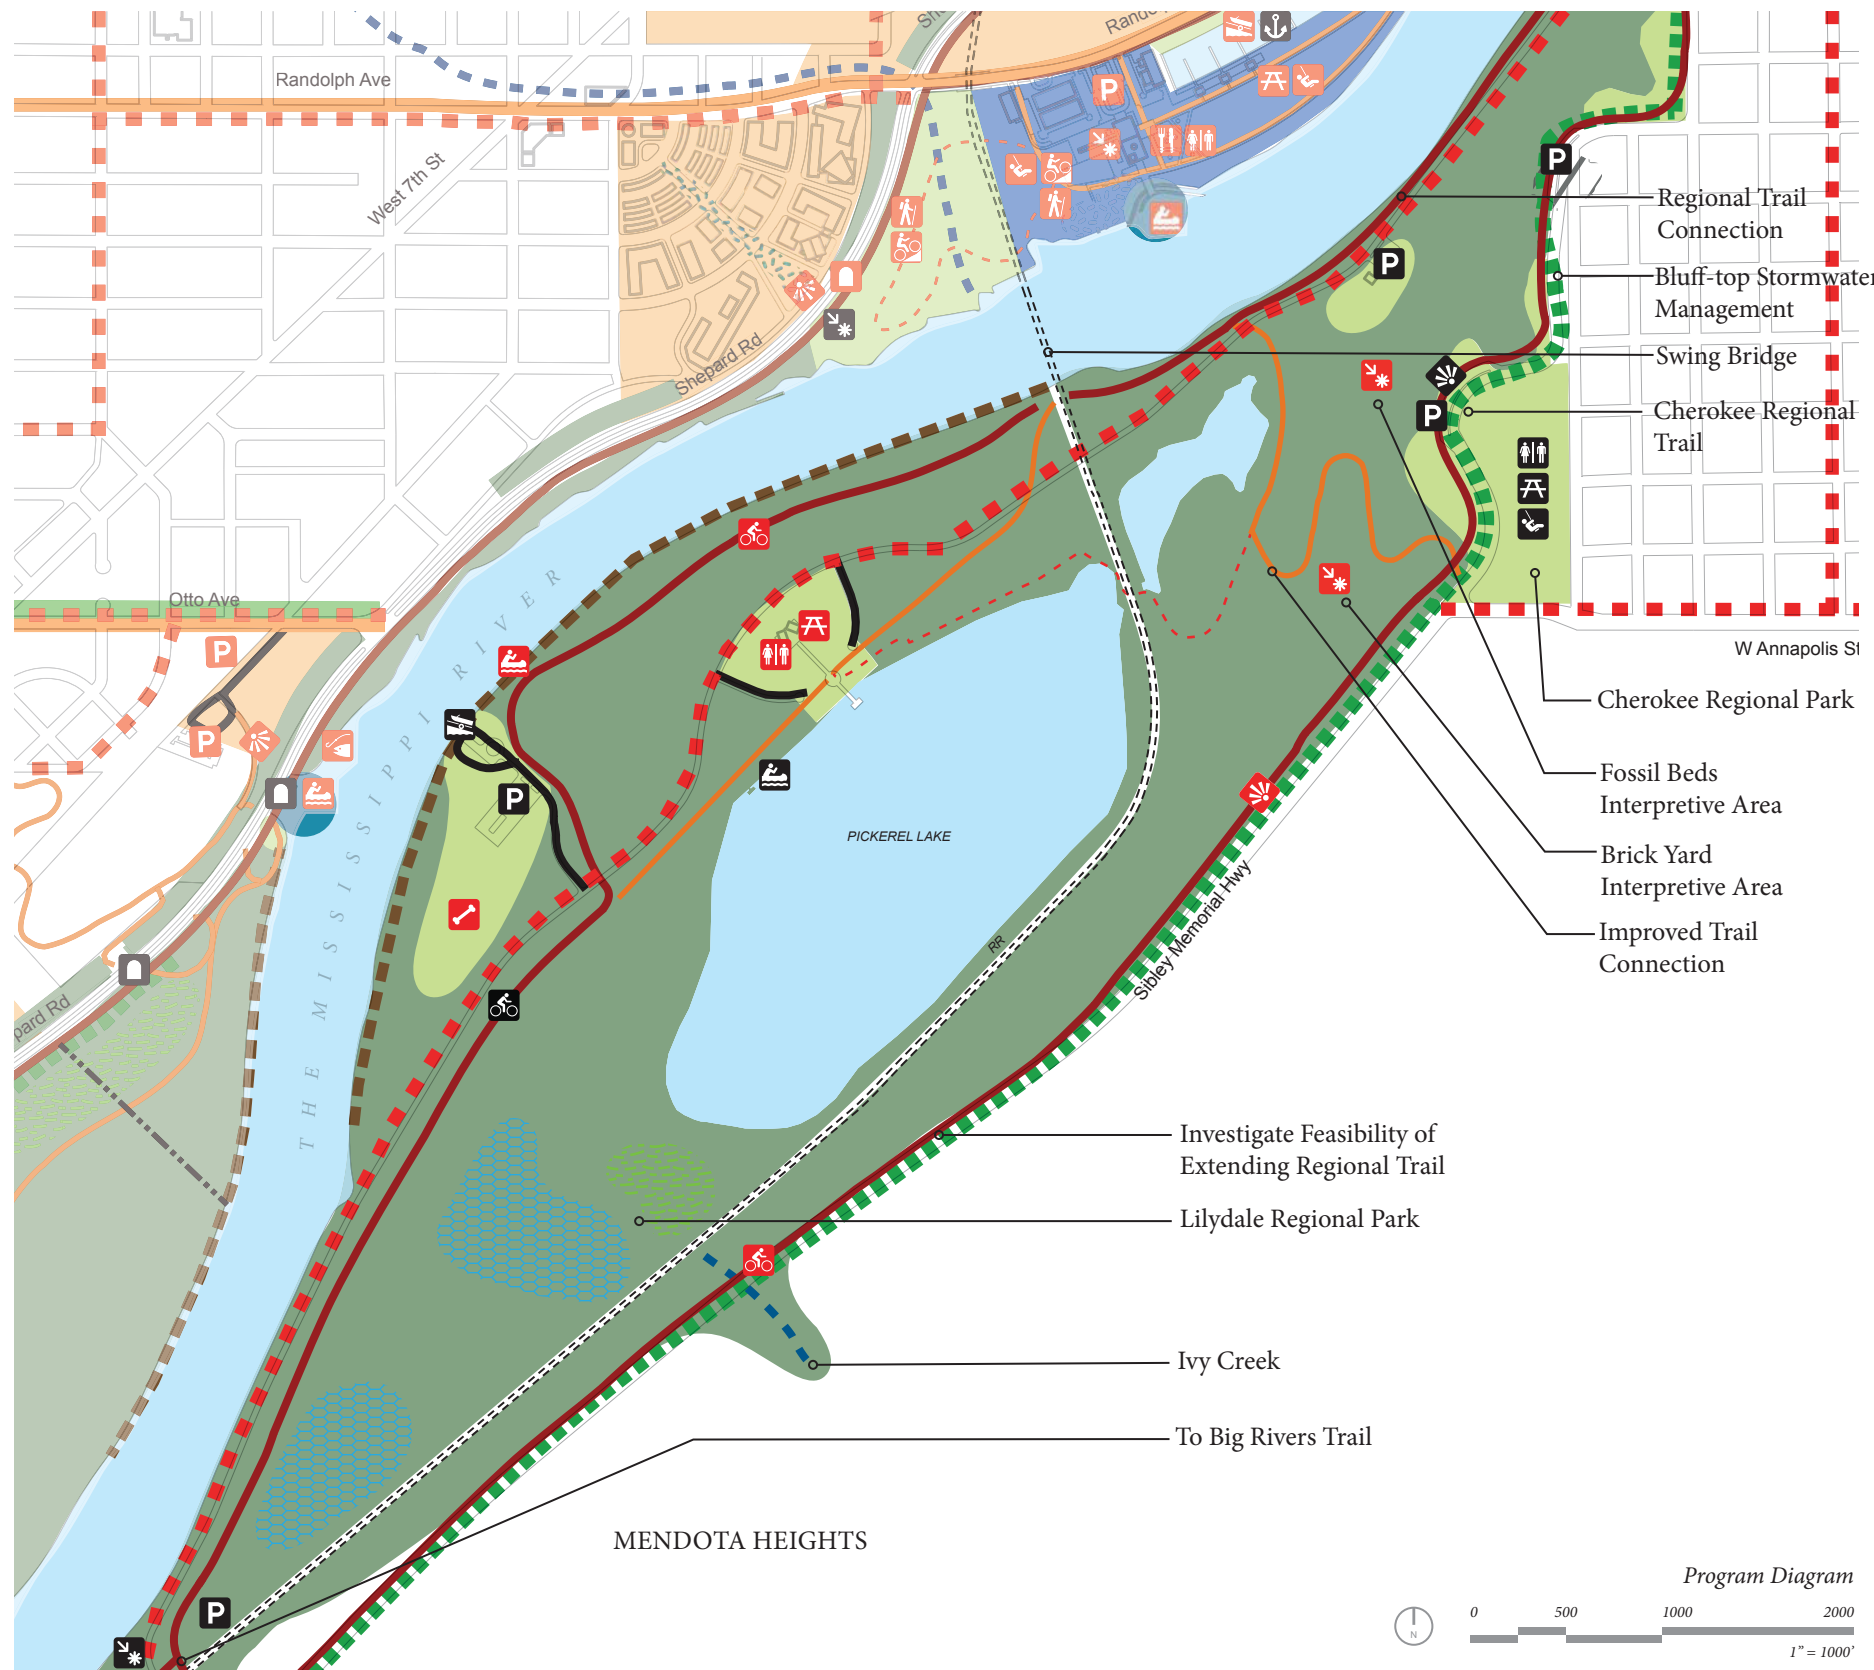 Randolph Ave
West 7th St
Shepard Rd
Otto Ave
THE MISSISSIPPI RIVER
P
P
P
P
P
P
P
P
Regional Trail
Connection
Bluff-top Stormwater
Management
Swing Bridge
Cherokee Regional
Trail
W Annapolis St
Cherokee Regional Park
Fossil Beds
Interpretive Area
Brick Yard
Interpretive Area
Improved Trail
Connection
PICKEREL LAKE
RR
Sibley Memorial Hwy
Investigate Feasibility of
Extending Regional Trail
Lilydale Regional Park
Ivy Creek
To Big Rivers Trail
MENDOTA HEIGHTS
Program Diagram
0 500 1000 2000
1" = 1000'
N